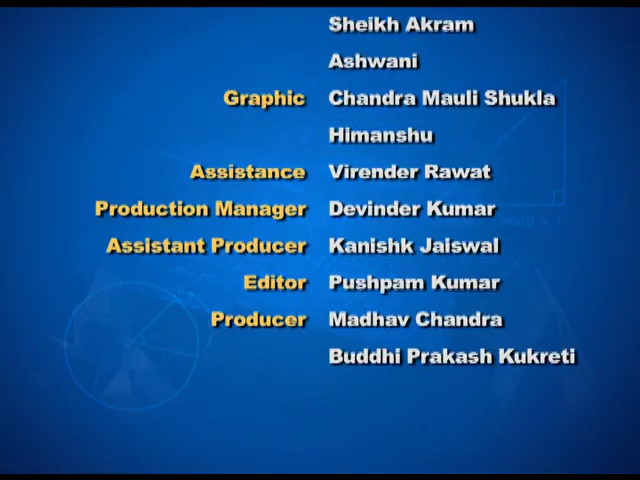 Sheikh Akram
Ashwani
Graphic Chandra Mauli Shukla
Himanshu
Assistance Virender Rawat
Production Manager Devinder Kumar
Assistant Producer Kanishk Jaiswal
Editor Pushpam Kumar
Producer Madhav Chandra
Buddhi Prakash Kukreti